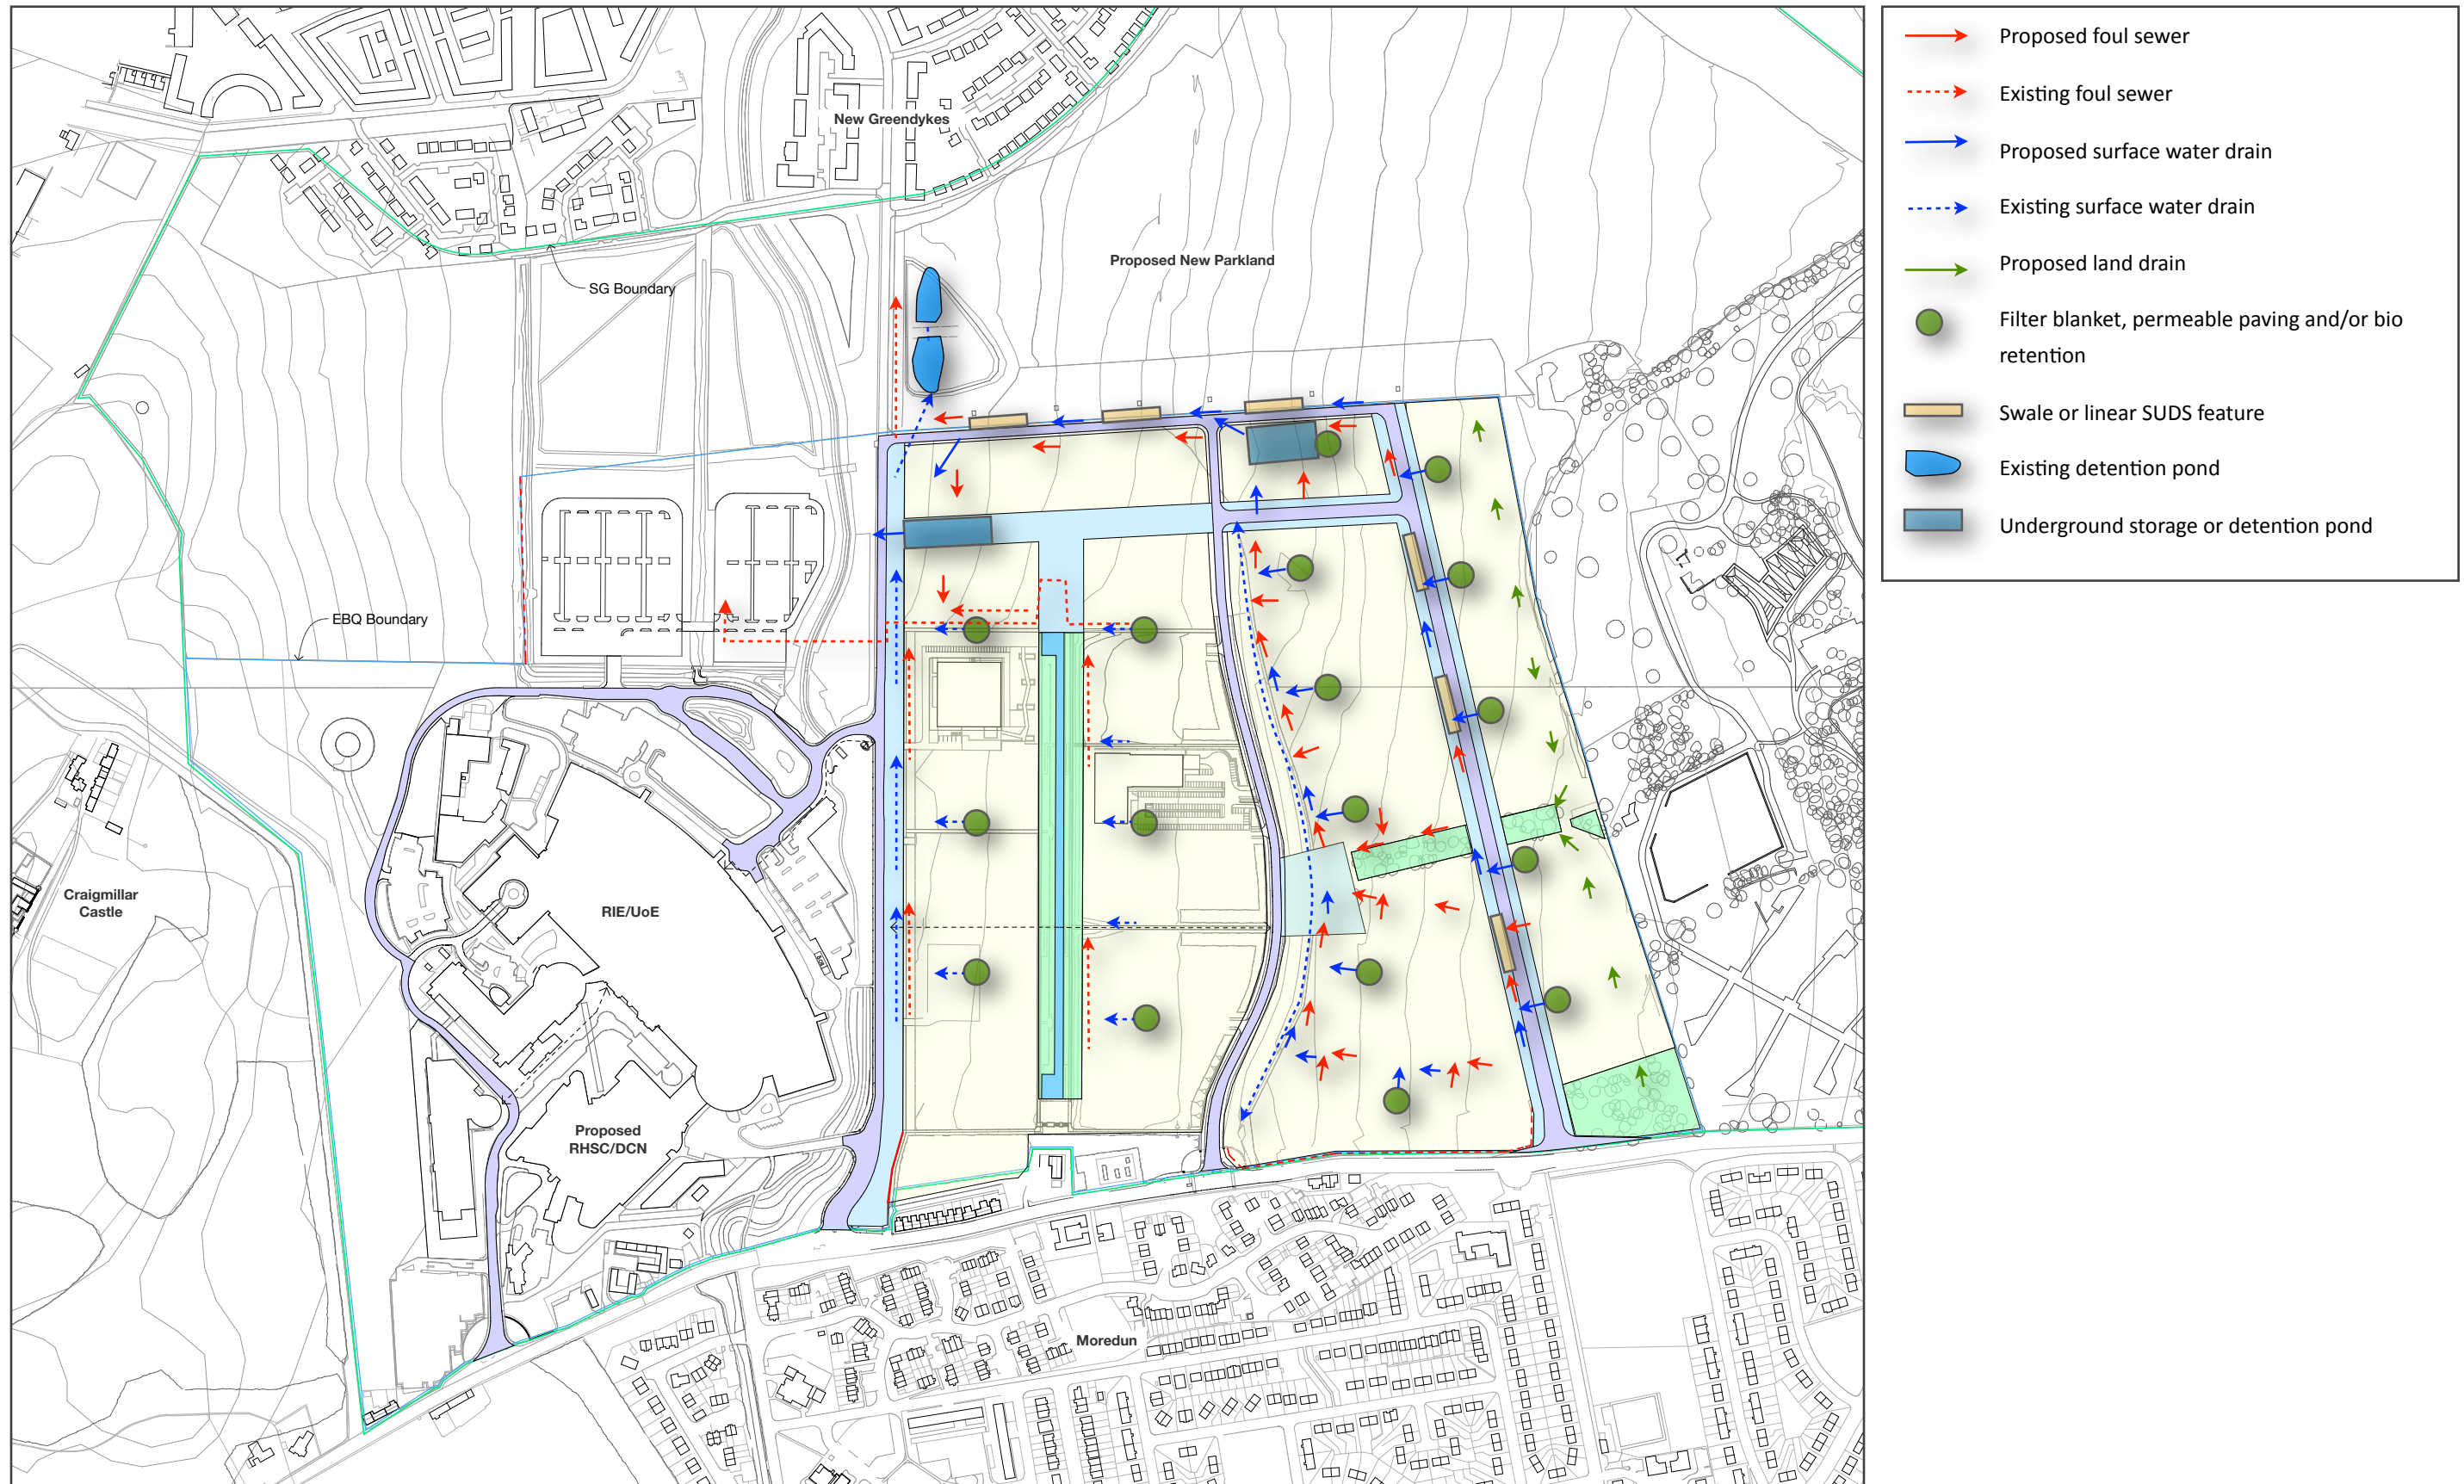 New Greendykes
Proposed New Parkland
SG Boundary
EBQ Boundary
Craigmillar
Castle
RIE/UoE
Proposed
RHSC/DCN
Moredun
Proposed foul sewer
Existing foul sewer
Proposed surface water drain
Existing surface water drain
Proposed land drain
Filter blanket, permeable paving and/or bio
retention
Swale or linear SUDS feature
Existing detention pond
Underground storage or detention pond